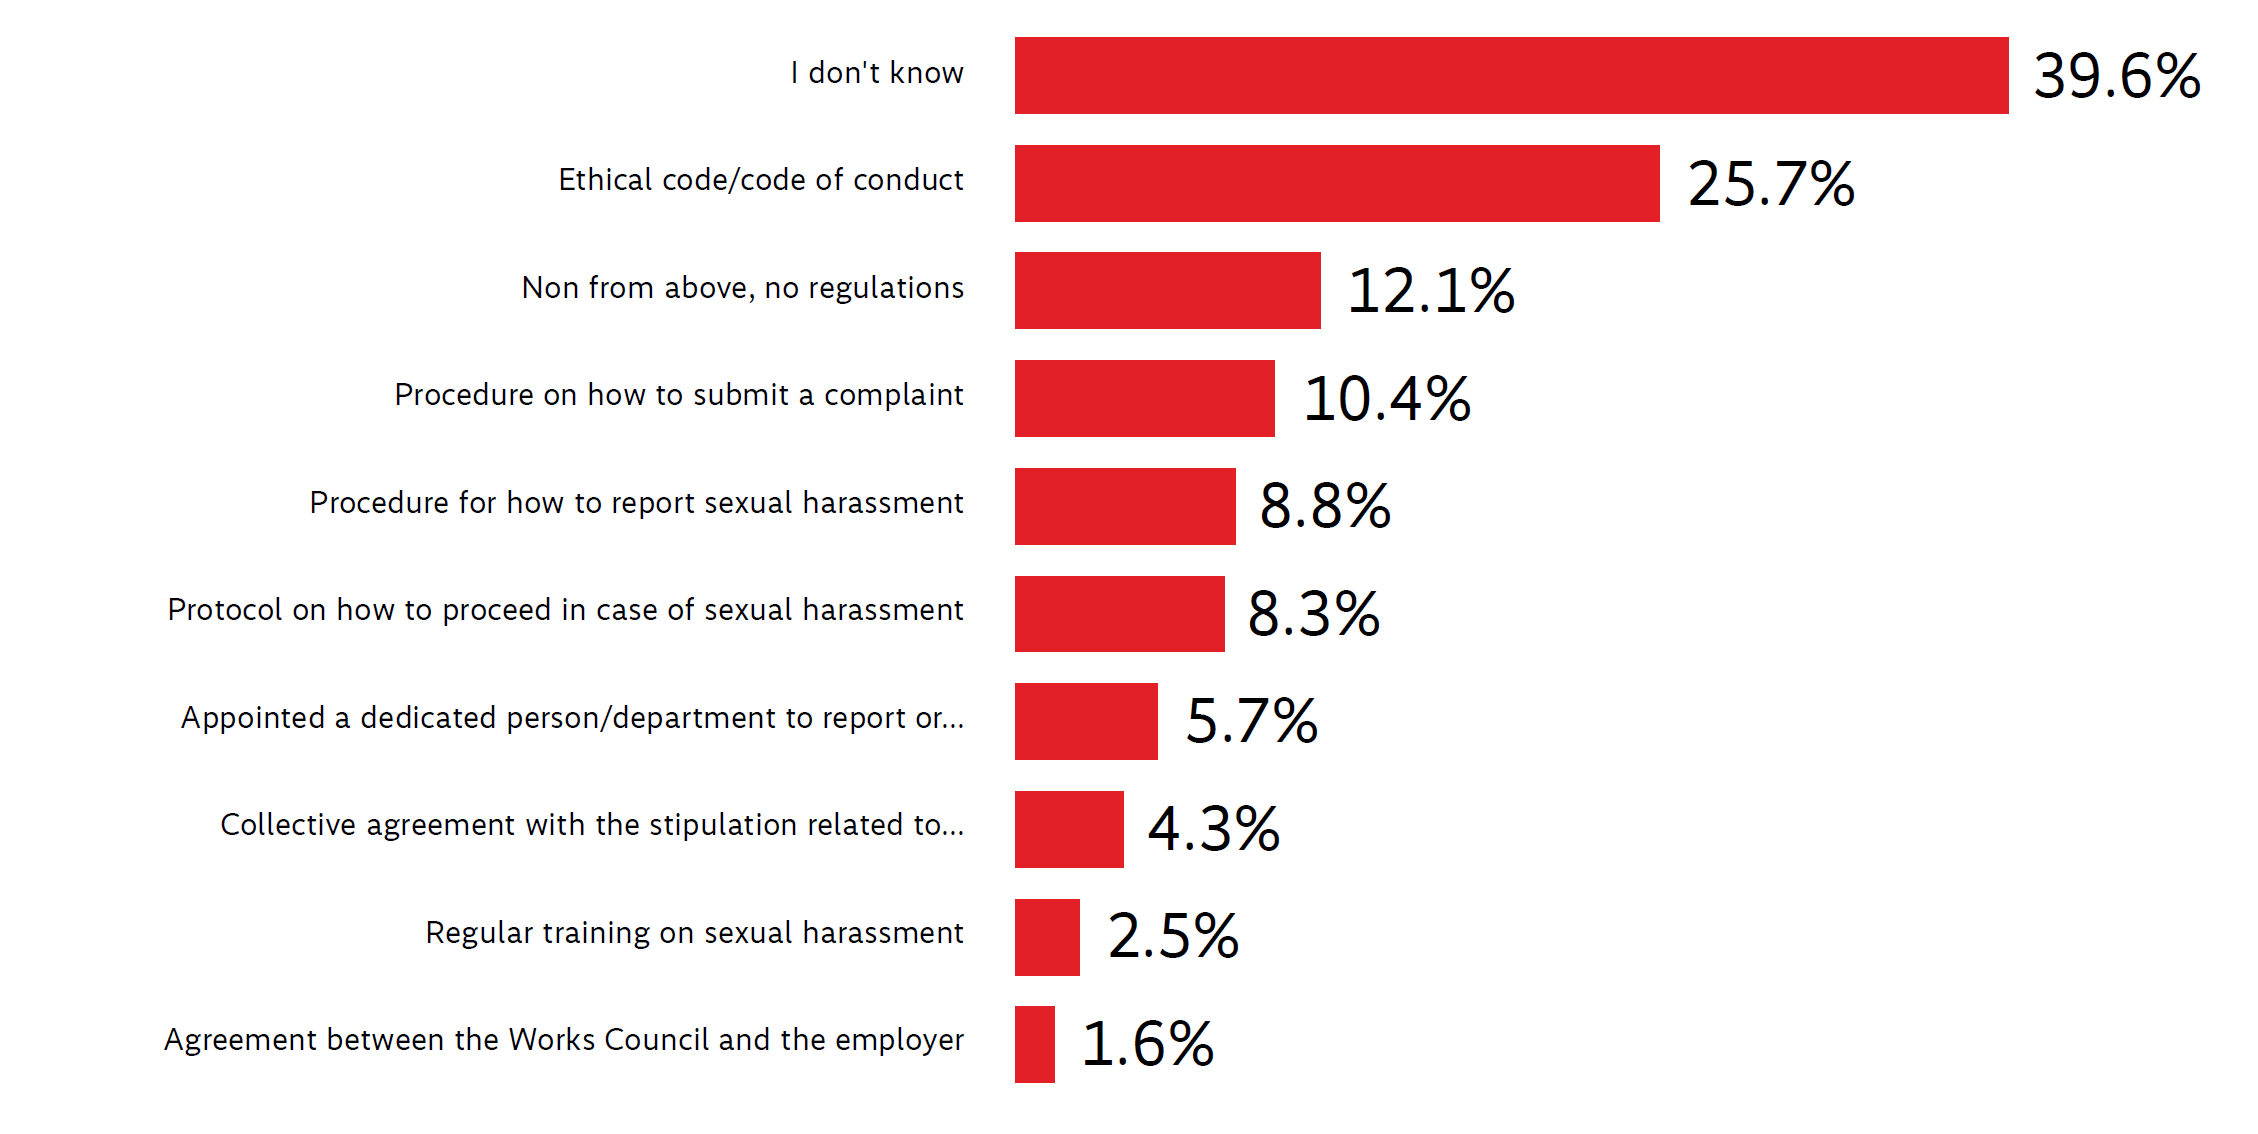 I don't know 39.6%
Ethical code/code of conduct 25.7%
Non from above, no regulations 12.1%
Procedure on how to submit a complaint 10.4%
Procedure for how to report sexual harassment 8.8%
Protocol on how to proceed in case of sexual harassment 8.3%
Appointed a dedicated person/department to report or... 5.7%
Collective agreement with the stipulation related to... 4.3%
Regular training on sexual harassment 2.5%
Agreement between the Works Council and the employer 1.6%